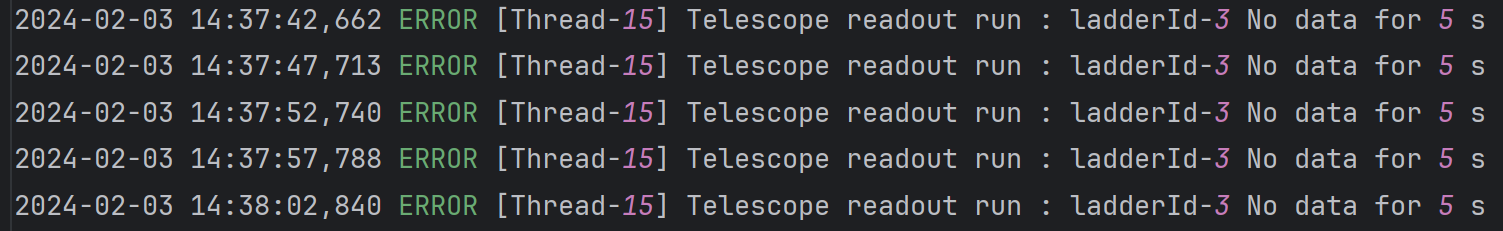 2024-02-03 14:37:42,662 ERROR [Thread-15] Telescope readout run : ladderId-3 No data for 5 s
2024-02-03 14:37:47,713 ERROR [Thread-15] Telescope readout run : ladderId-3 No data for 5 s
2024-02-03 14:37:52,740 ERROR [Thread-15] Telescope readout run : ladderId-3 No data for 5 s
2024-02-03 14:37:57,788 ERROR [Thread-15] Telescope readout run : ladderId-3 No data for 5 s
2024-02-03 14:38:02,840 ERROR [Thread-15] Telescope readout run : ladderId-3 No data for 5 s